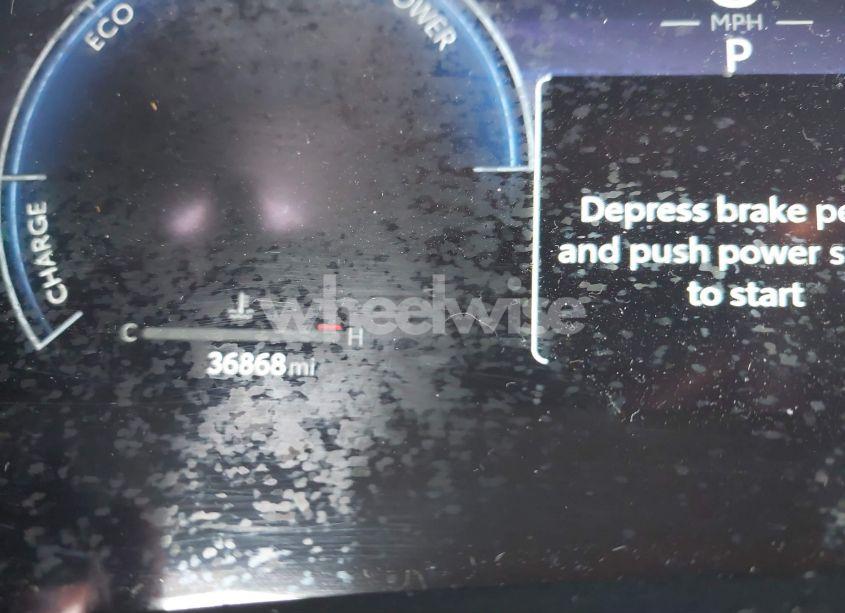 ECO
POWER
MPH
P
CHARGE
Depress brake pe
and push power s
to start
C
H
36868 mi
wheelwise